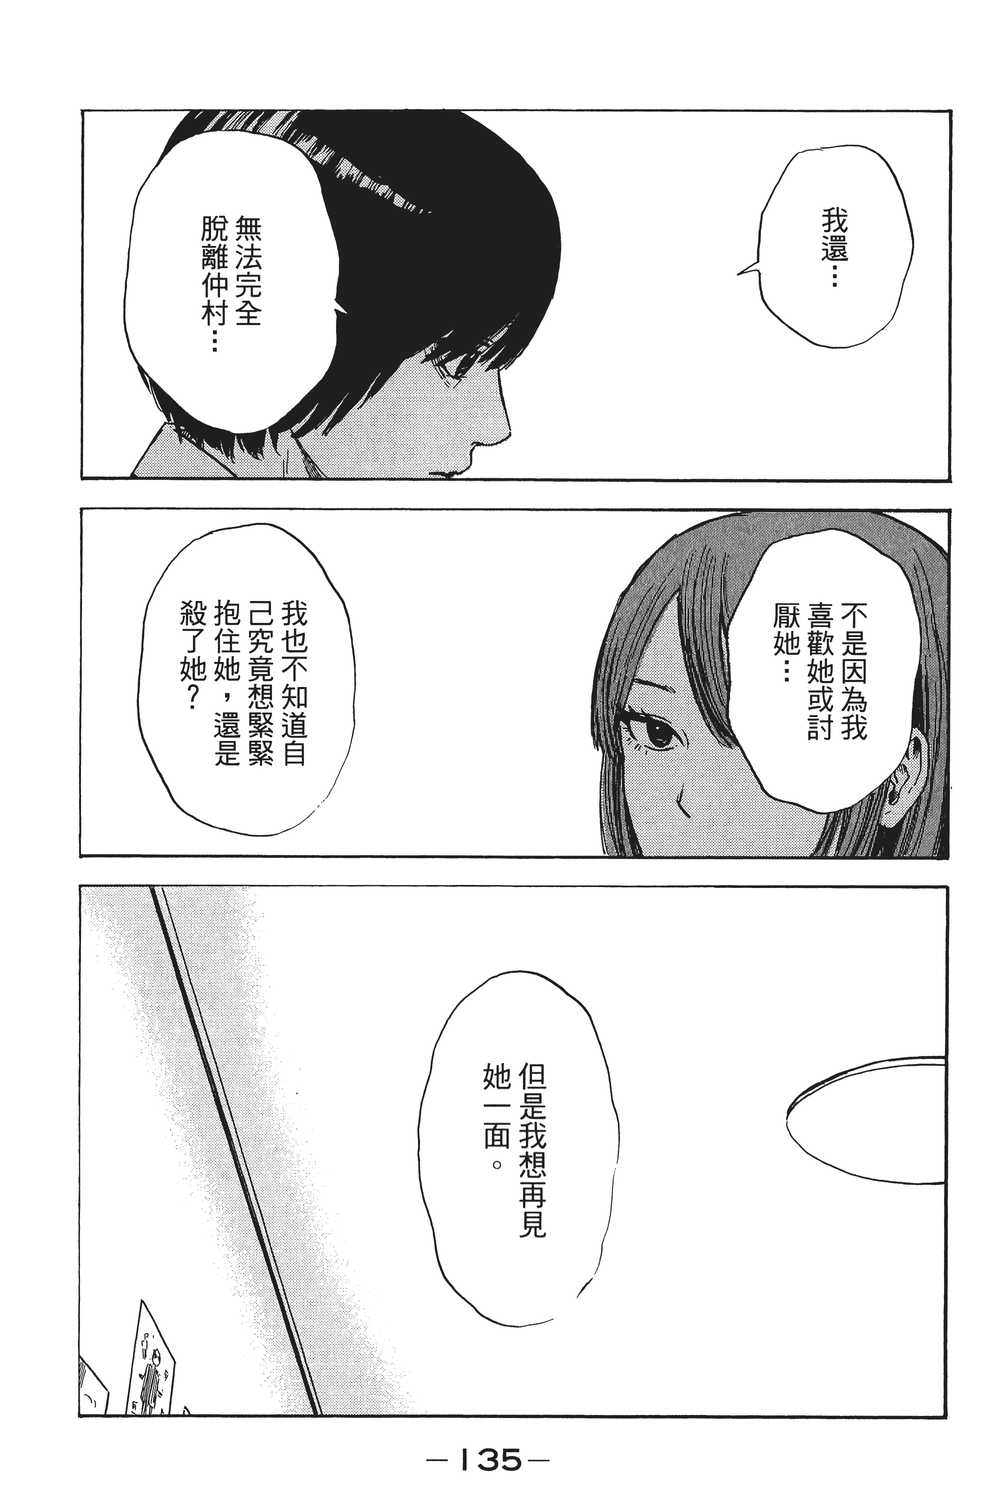 我還…
無法完全
脫離仲村…
不是因為我
喜歡她或討
厭她…
我也不知道自
己究竟想緊緊
抱住她，還是
殺了她？
但是我想再見
她一面。
—135—